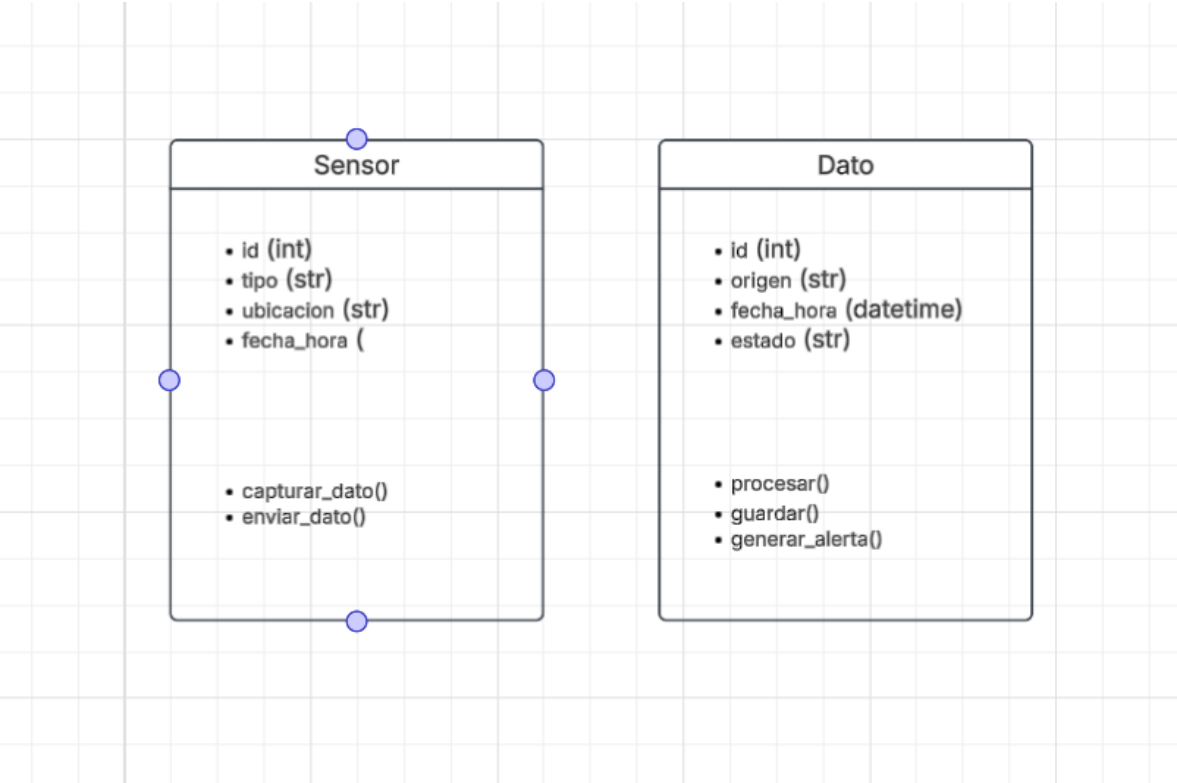 Sensor
• id (int)
• tipo (str)
• ubicacion (str)
• fecha_hora (
• capturar_dato()
• enviar_dato()
Dato
• id (int)
• origen (str)
• fecha_hora (datetime)
• estado (str)
• procesar()
• guardar()
• generar_alerta()